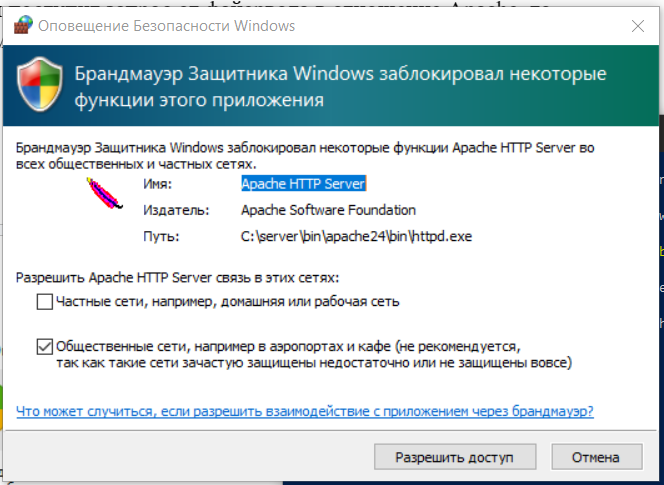 Оповещение Безопасности Windows
Брандмауэр Защитника Windows заблокировал некоторые
функции этого приложения
Брандмауэр Защитника Windows заблокировал некоторые функции Apache HTTP Server во
всех общественных и частных сетях.
Имя: Apache HTTP Server
Издатель: Apache Software Foundation
Путь: C:\server\bin\apache24\bin\httpd.exe
Разрешить Apache HTTP Server связь в этих сетях:
Частные сети, например, домашняя или рабочая сеть
Общественные сети, например в аэропортах и кафе (не рекомендуется,
так как такие сети зачастую защищены недостаточно или не защищены вовсе)
Что может случиться, если разрешить взаимодействие с приложением через брандмауэр?
Разрешить доступ Отмена